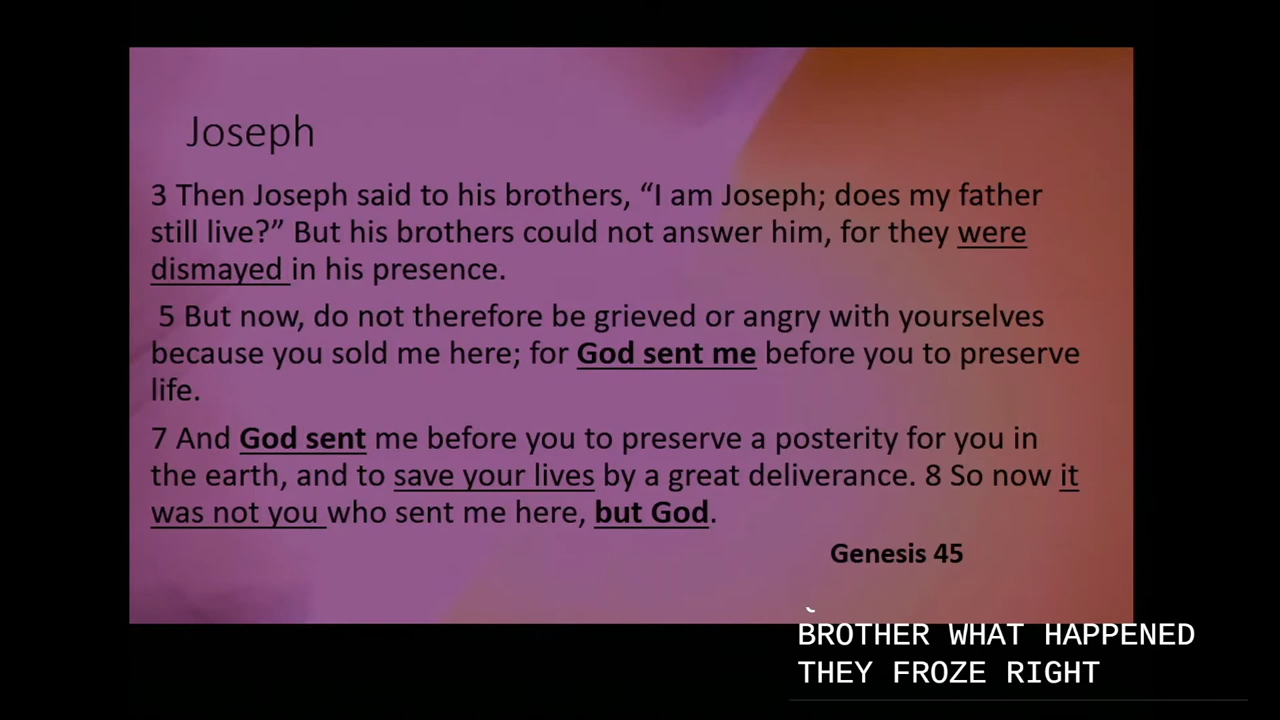 Joseph
3 Then Joseph said to his brothers, “I am Joseph; does my father
still live?” But his brothers could not answer him, for they were
dismayed in his presence.
5 But now, do not therefore be grieved or angry with yourselves
because you sold me here; for God sent me before you to preserve
life.
7 And God sent me before you to preserve a posterity for you in
the earth, and to save your lives by a great deliverance. 8 So now it
was not you who sent me here, but God.
Genesis 45
BROTHER WHAT HAPPENED
THEY FROZE RIGHT